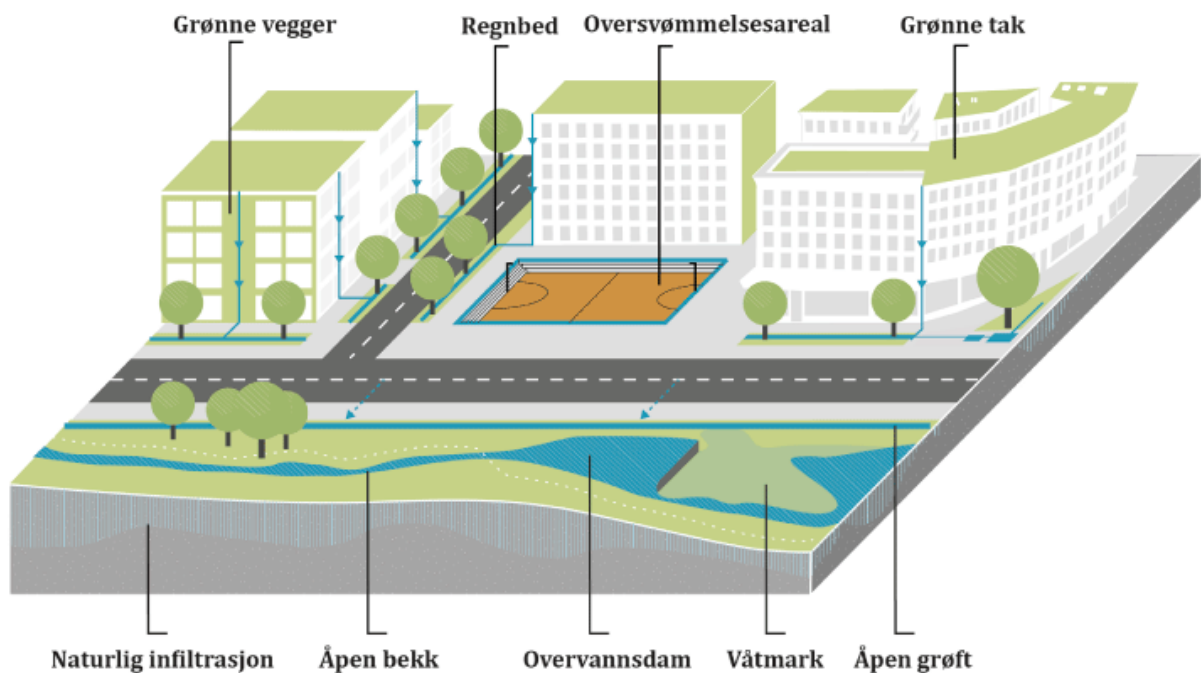 Grønne vegger
Regnbed
Oversvømmelsesareal
Grønne tak
Naturlig infiltrasjon
Åpen bekk
Overvannsdam
Våtmark
Åpen grøft